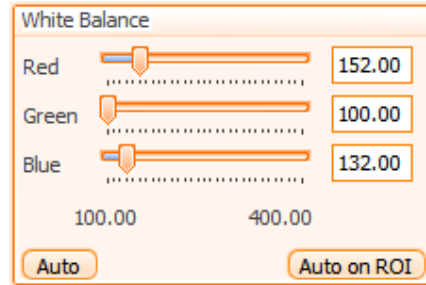 White Balance
Red 152.00
Green 100.00
Blue 132.00
100.00 400.00
Auto Auto on ROI